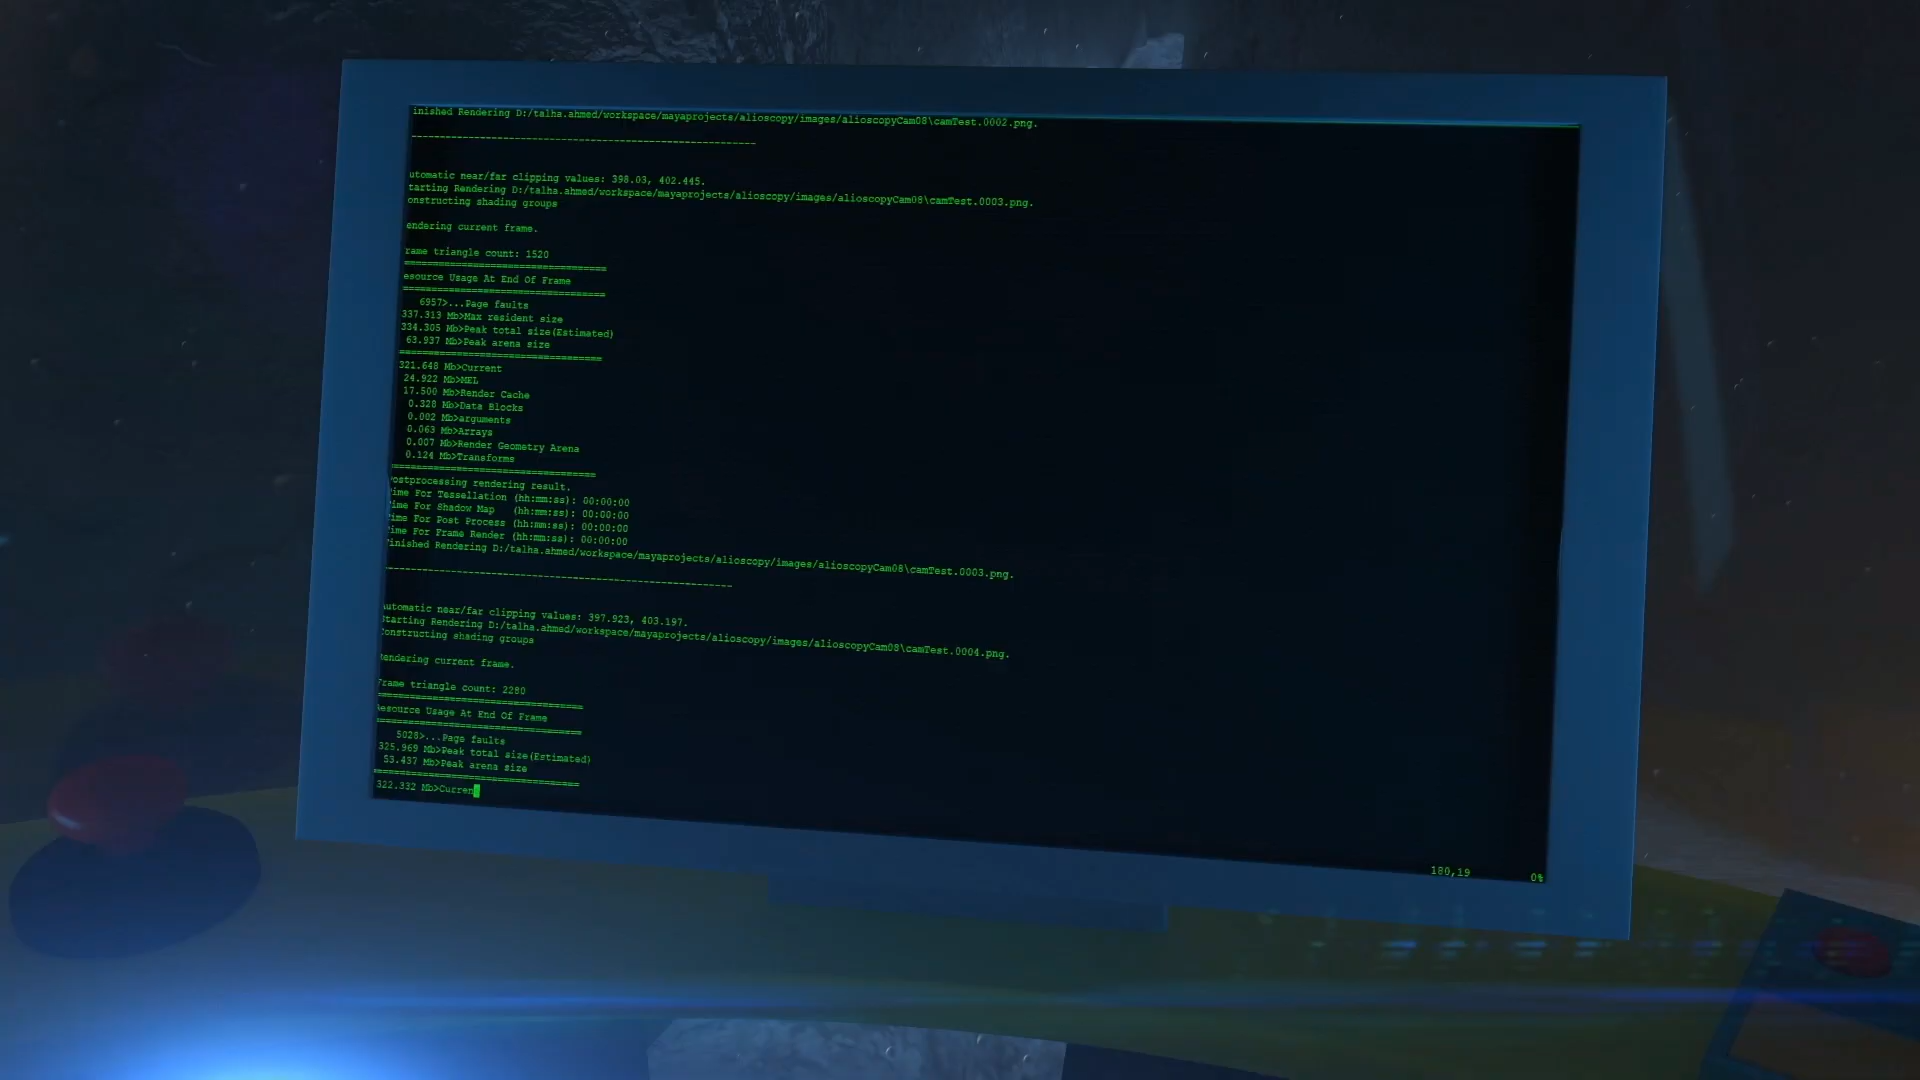 inished Rendering D:/talha.ahmed/workspace/mayaprojects/alioscopy/images/alioscopyCam08\camTest.0002.png.
------------------------------------------------------------
utomatic near/far clipping values: 398.03, 402.445.
tarting Rendering D:/talha.ahmed/workspace/mayaprojects/alioscopy/images/alioscopyCam08\camTest.0003.png.
onstructing shading groups
endering current frame.
rame triangle count: 1520
===================================
esource Usage At End Of Frame
===================================
6957>...Page faults
337.313 Mb>Max resident size
334.305 Mb>Peak total size(Estimated)
63.937 Mb>Peak arena size
===================================
321.648 Mb>Current
24.922 Mb>MEL
17.500 Mb>Render Cache
0.328 Mb>Data Blocks
0.002 Mb>arguments
0.063 Mb>Arrays
0.007 Mb>Render Geometry Arena
0.124 Mb>Transforms
===================================
ostprocessing rendering result.
ime For Tessellation (hh:mm:ss): 00:00:00
ime For Shadow Map   (hh:mm:ss): 00:00:00
ime For Post Process (hh:mm:ss): 00:00:00
ime For Frame Render (hh:mm:ss): 00:00:00
inished Rendering D:/talha.ahmed/workspace/mayaprojects/alioscopy/images/alioscopyCam08\camTest.0003.png.
------------------------------------------------------------
utomatic near/far clipping values: 397.923, 403.197.
tarting Rendering D:/talha.ahmed/workspace/mayaprojects/alioscopy/images/alioscopyCam08\camTest.0004.png.
Constructing shading groups
Rendering current frame.
Frame triangle count: 2280
===================================
Resource Usage At End Of Frame
===================================
5028>...Page faults
325.969 Mb>Peak total size(Estimated)
53.437 Mb>Peak arena size
===================================
322.332 Mb>Curren
180,19 0%